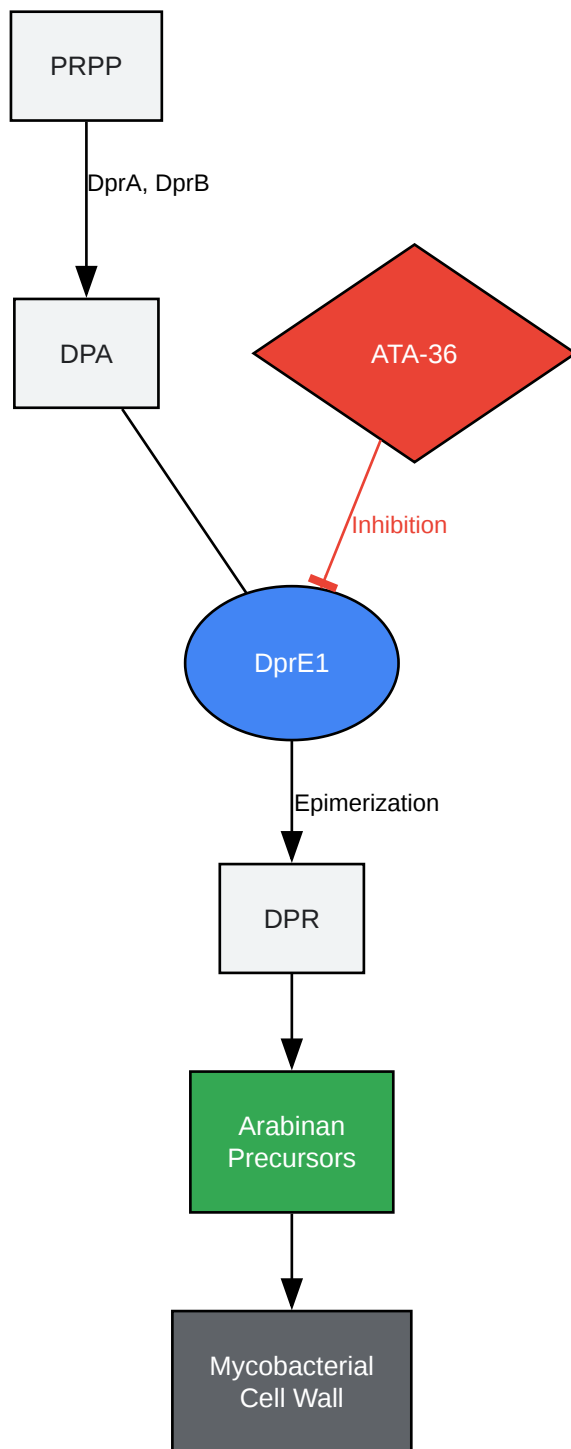 PRPP
DprA, DprB
DPA
ATA-36
Inhibition
DprE1
Epimerization
DPR
Arabinan
Precursors
Mycobacterial
Cell Wall